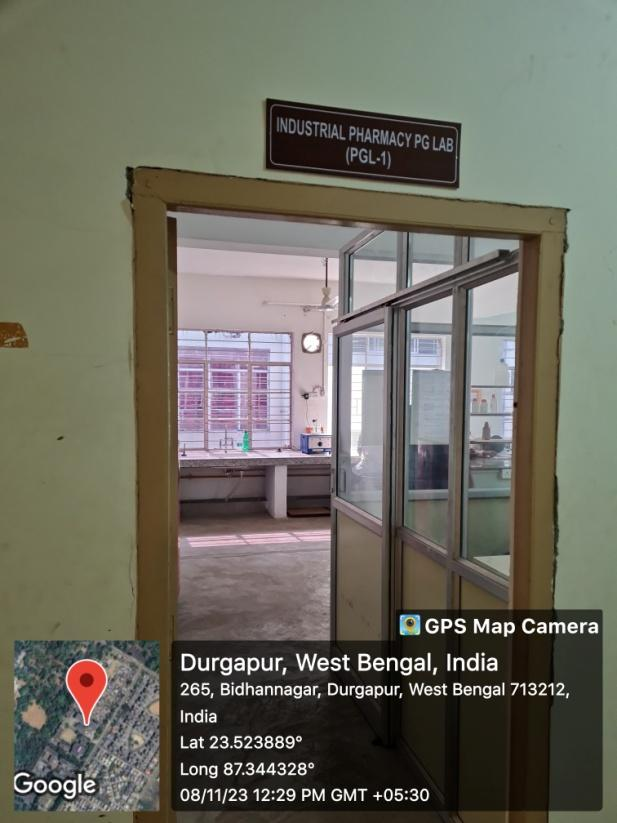 INDUSTRIAL PHARMACY PG LAB
(PGL-1)
GPS Map Camera
Durgapur, West Bengal, India
265, Bidhannagar, Durgapur, West Bengal 713212,
India
Lat 23.523889°
Long 87.344328°
08/11/23 12:29 PM GMT +05:30
Google